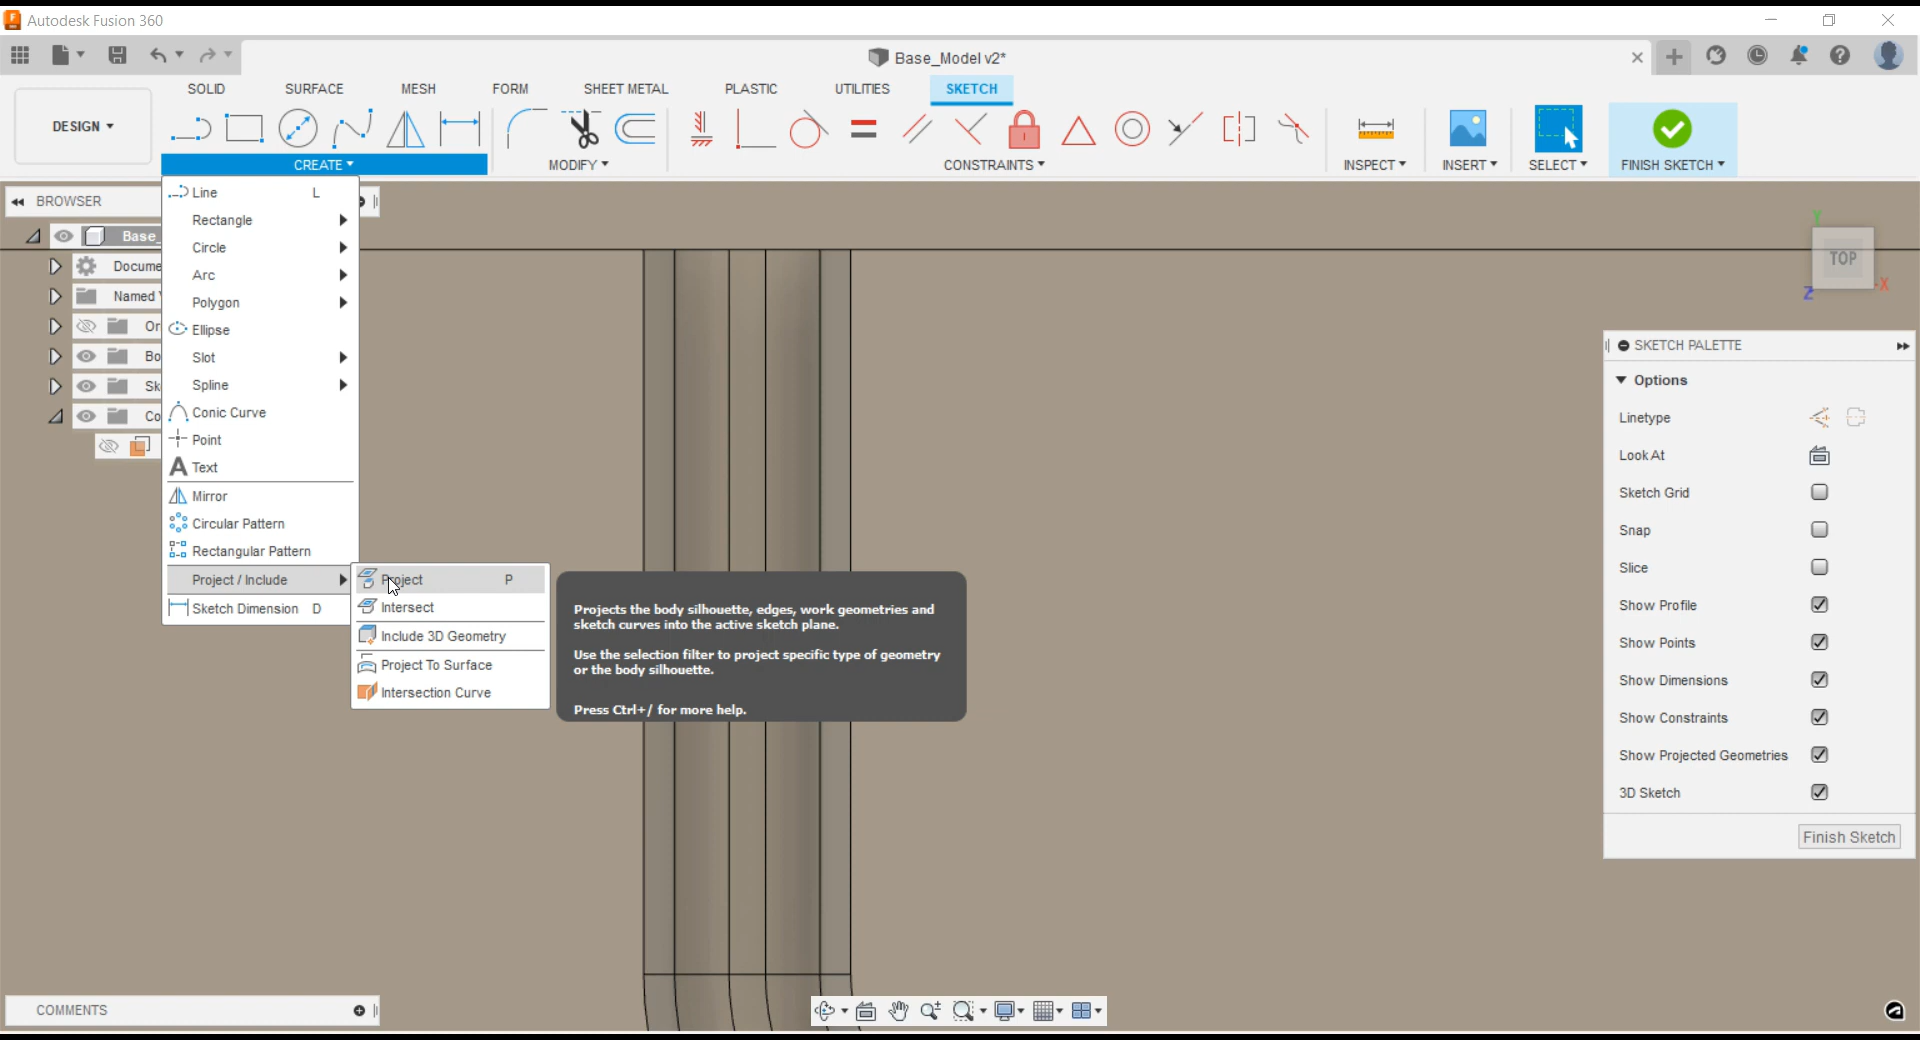 Autodesk Fusion 360
Base_Model v2*
SOLID SURFACE MESH FORM SHEET METAL PLASTIC UTILITIES SKETCH
DESIGN
CREATE MODIFY CONSTRAINTS INSPECT INSERT SELECT FINISH SKETCH
BROWSER
Base_
Docume
Named
Or
Bo
Sk
Co
Line L
Rectangle
Circle
Arc
Polygon
Ellipse
Slot
Spline
Conic Curve
Point
Text
Mirror
Circular Pattern
Rectangular Pattern
Project / Include
Sketch Dimension D
Project P
Intersect
Include 3D Geometry
Project To Surface
Intersection Curve
Projects the body silhouette, edges, work geometries and
sketch curves into the active sketch plane.
Use the selection filter to project specific type of geometry
or the body silhouette.
Press Ctrl+/ for more help.
Y
TOP
X
Z
SKETCH PALETTE
Options
Linetype
Look At
Sketch Grid
Snap
Slice
Show Profile
Show Points
Show Dimensions
Show Constraints
Show Projected Geometries
3D Sketch
Finish Sketch
COMMENTS